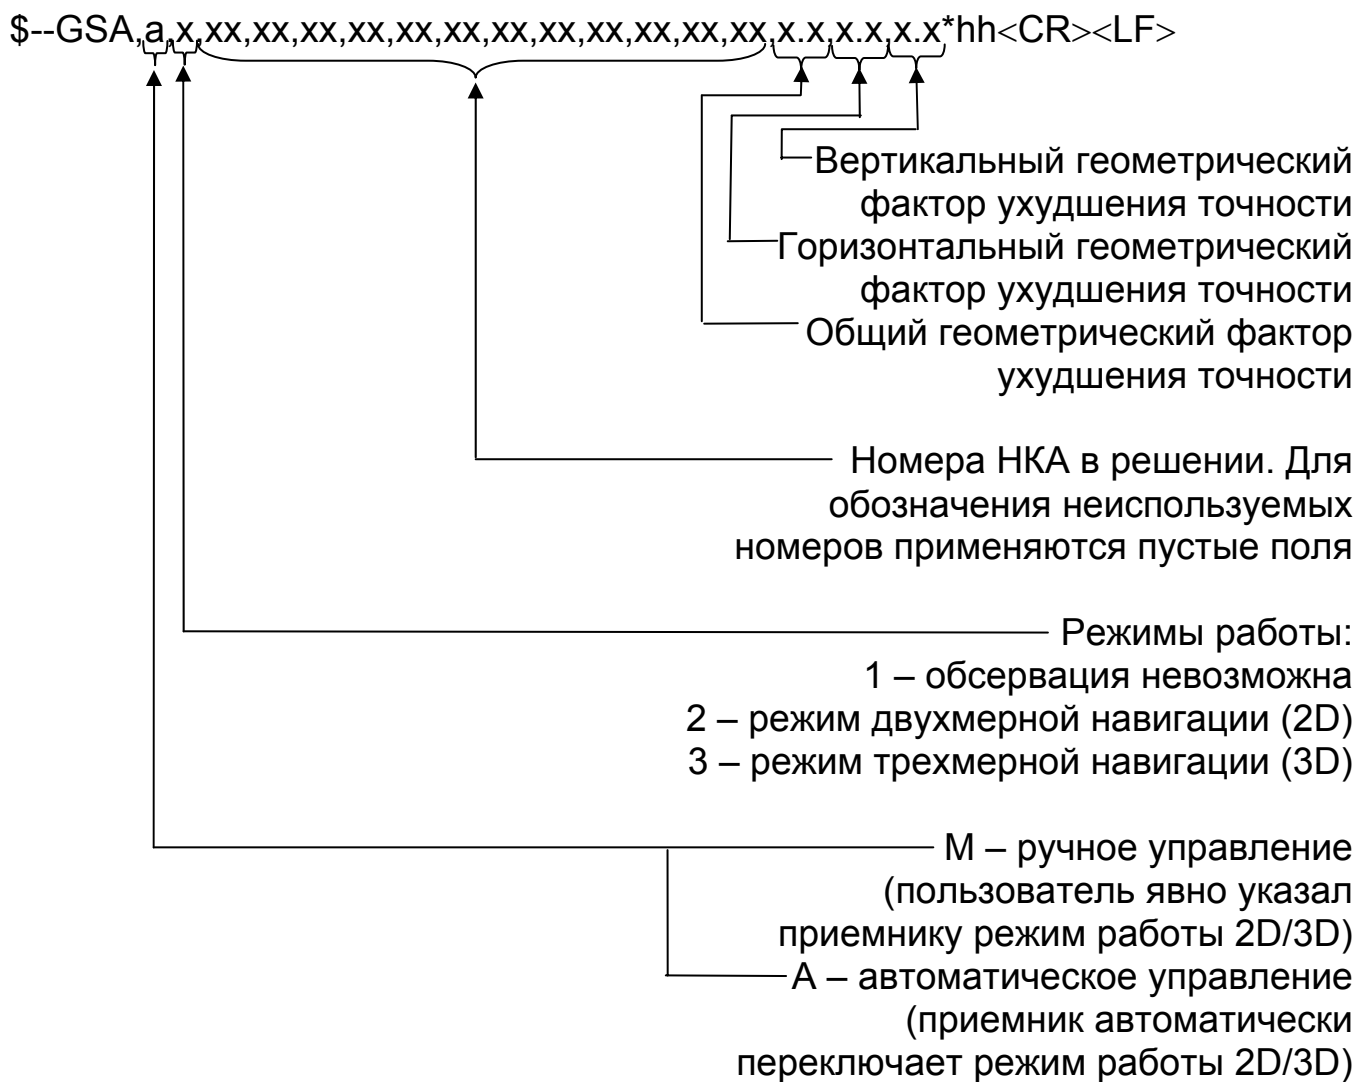 $--GSA,a,x,xx,xx,xx,xx,xx,xx,xx,xx,xx,xx,xx,xx,x.x,x.x,x.x*hh<CR><LF>
Вертикальный геометрический
фактор ухудшения точности
Горизонтальный геометрический
фактор ухудшения точности
Общий геометрический фактор
ухудшения точности
Номера НКА в решении. Для
обозначения неиспользуемых
номеров применяются пустые поля
Режимы работы:
1 – обсервация невозможна
2 – режим двухмерной навигации (2D)
3 – режим трехмерной навигации (3D)
М – ручное управление
(пользователь явно указал
приемнику режим работы 2D/3D)
А – автоматическое управление
(приемник автоматически
переключает режим работы 2D/3D)